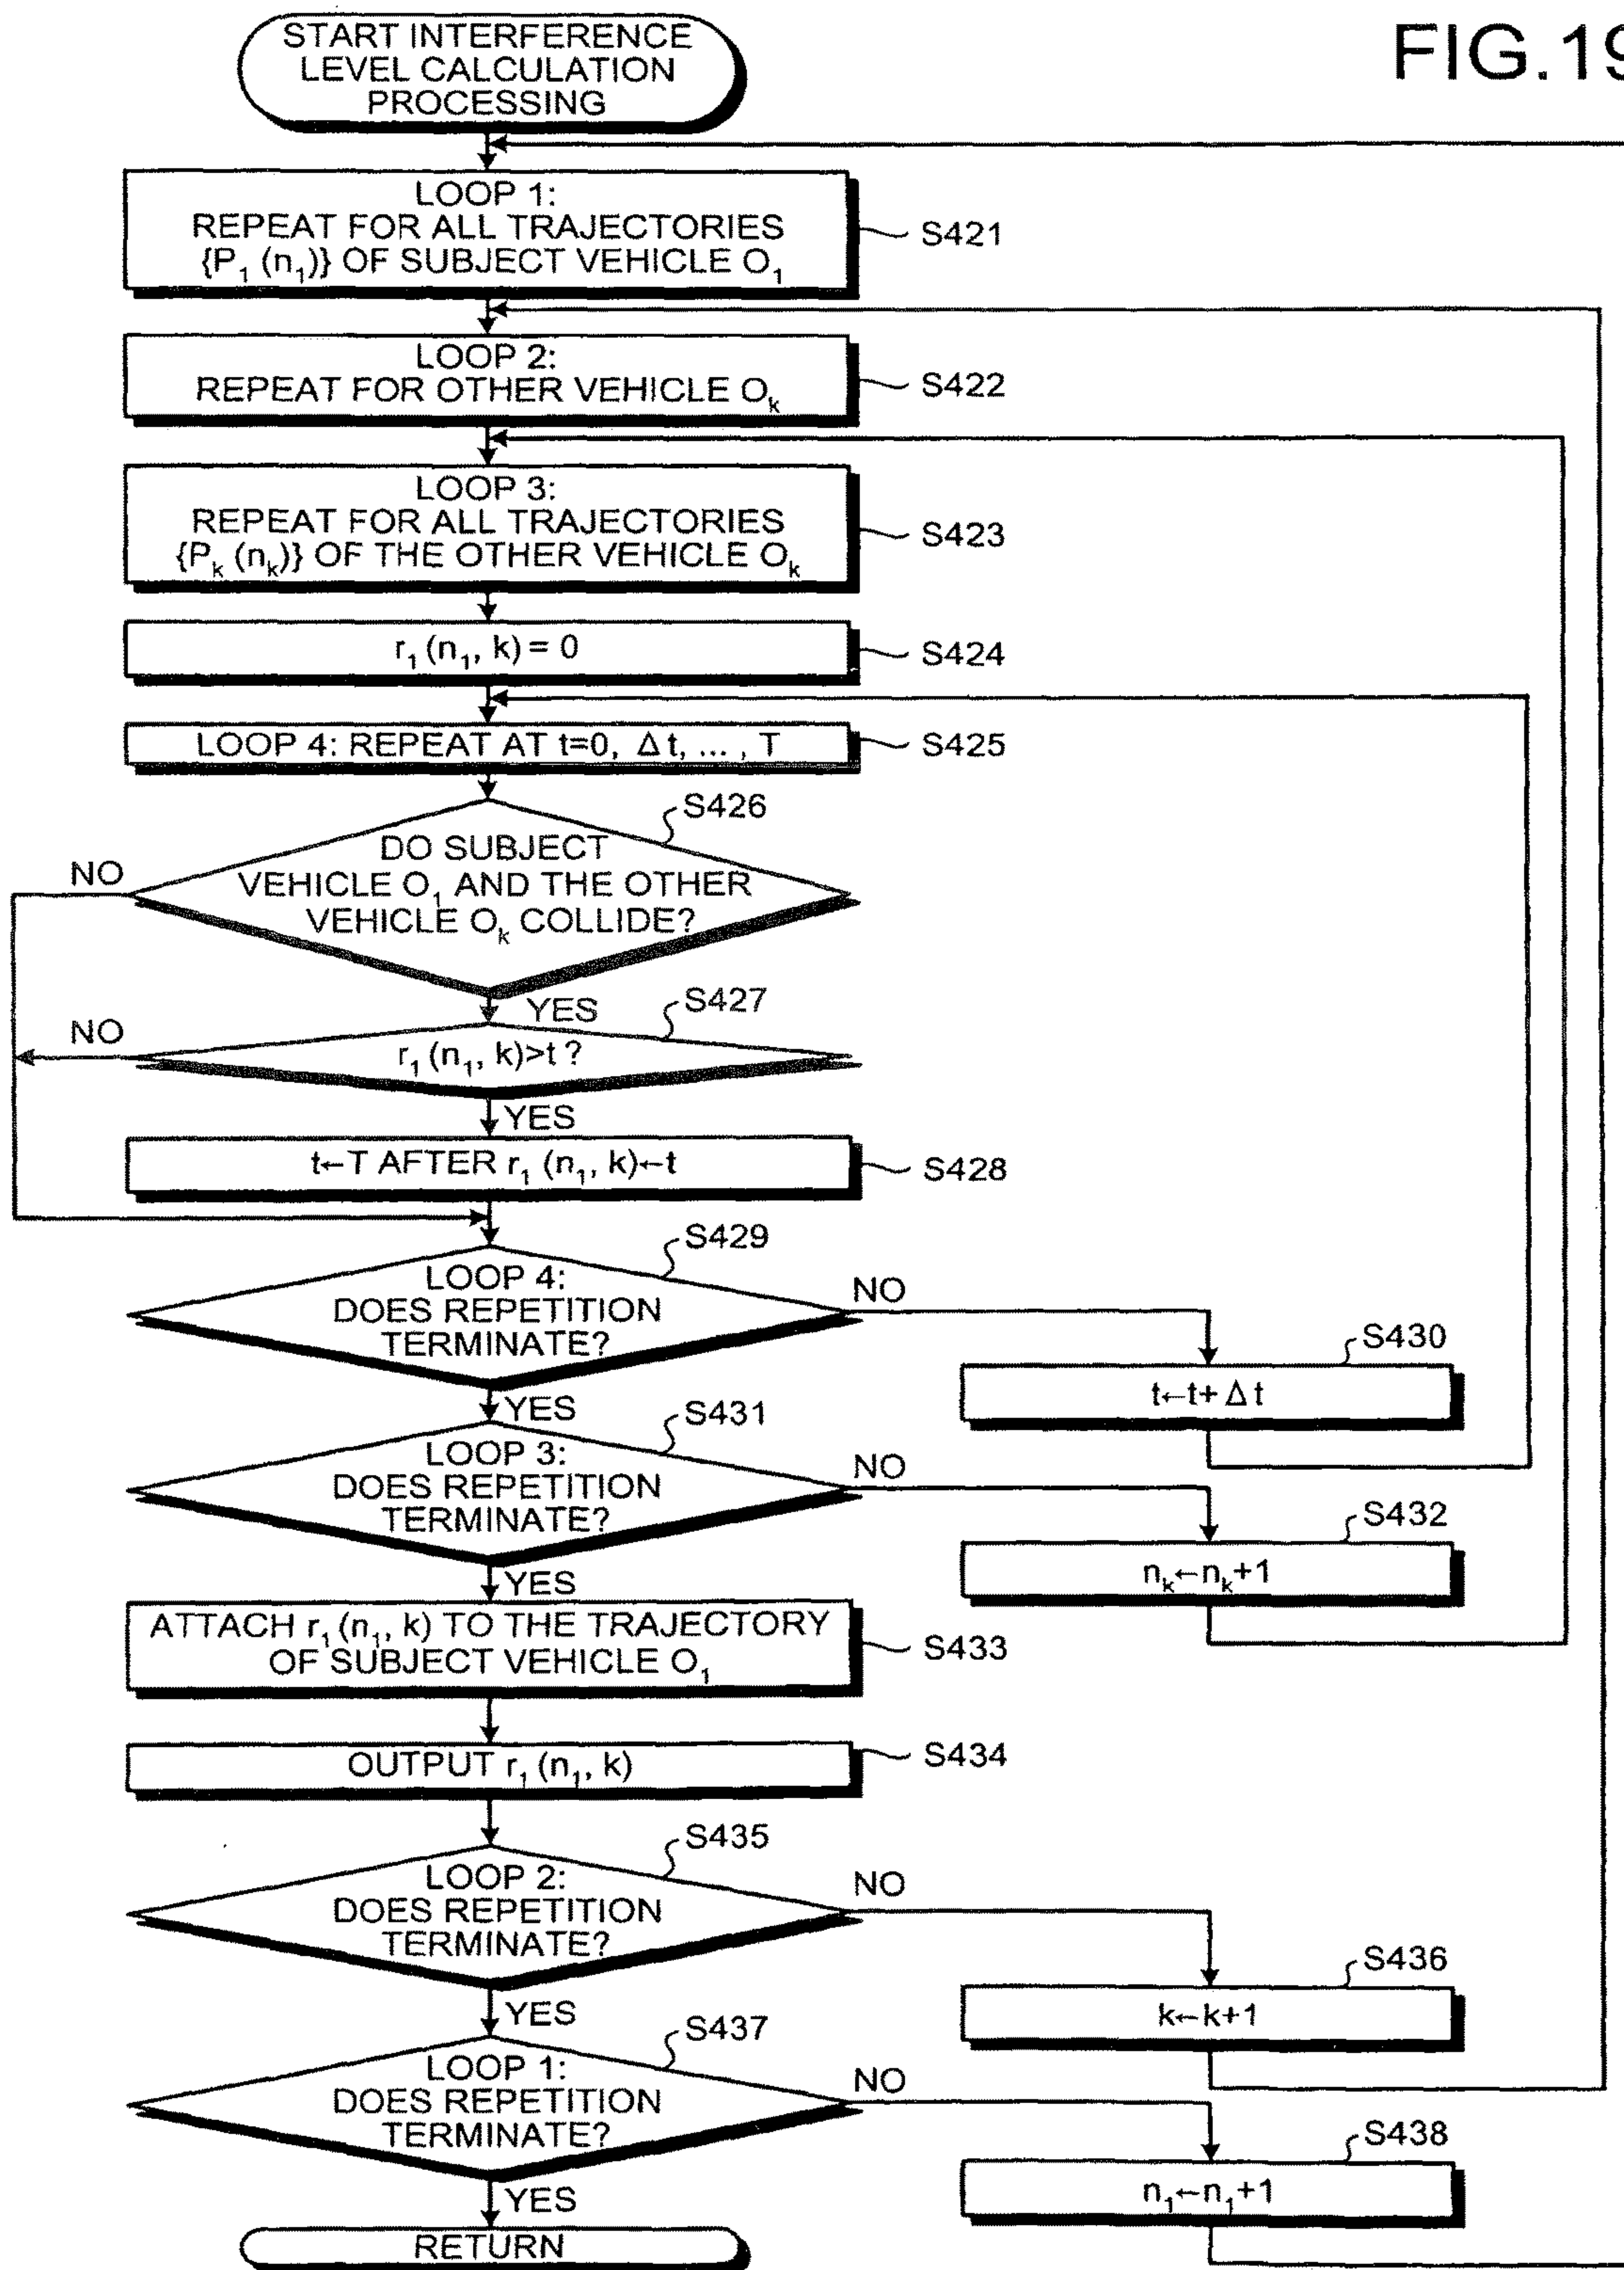 FIG.19
START INTERFERENCE
LEVEL CALCULATION
PROCESSING
LOOP 1:
REPEAT FOR ALL TRAJECTORIES
{P₁ (n₁)} OF SUBJECT VEHICLE O₁
S421
LOOP 2:
REPEAT FOR OTHER VEHICLE Oₖ
S422
LOOP 3:
REPEAT FOR ALL TRAJECTORIES
{Pₖ (nₖ)} OF THE OTHER VEHICLE Oₖ
S423
r₁ (n₁, k) = 0
S424
LOOP 4: REPEAT AT t=0, Δt, ... , T
S425
S426
DO SUBJECT
VEHICLE O₁ AND THE OTHER
VEHICLE Oₖ COLLIDE?
NO
YES
S427
r₁ (n₁, k)>t ?
NO
YES
t←T AFTER r₁ (n₁, k)←t
S428
S429
LOOP 4:
DOES REPETITION
TERMINATE?
NO
YES
S430
t←t+ Δt
S431
LOOP 3:
DOES REPETITION
TERMINATE?
NO
YES
S432
nₖ←nₖ+1
ATTACH r₁ (n₁, k) TO THE TRAJECTORY
OF SUBJECT VEHICLE O₁
S433
OUTPUT r₁ (n₁, k)
S434
S435
LOOP 2:
DOES REPETITION
TERMINATE?
NO
YES
S436
k←k+1
S437
LOOP 1:
DOES REPETITION
TERMINATE?
NO
YES
S438
n₁←n₁+1
RETURN